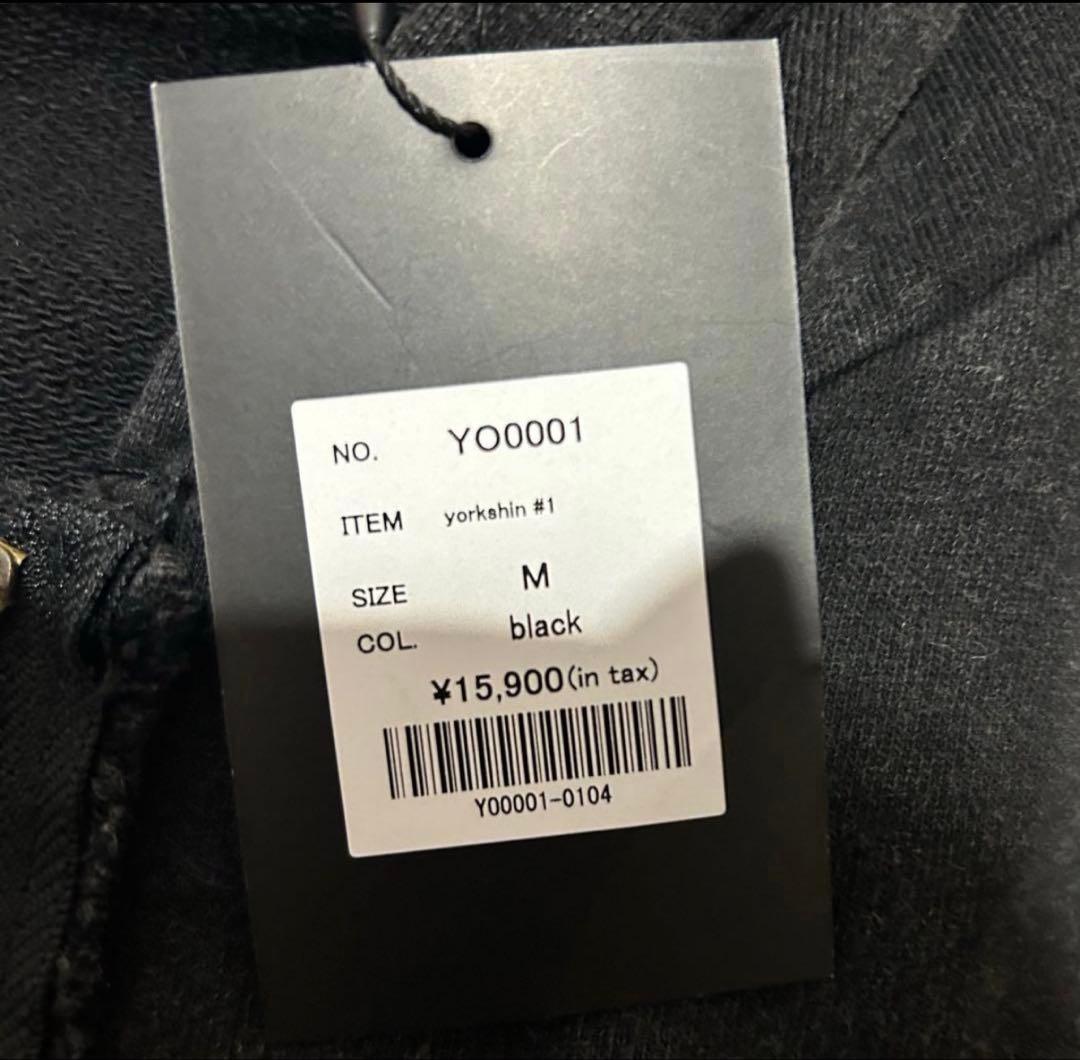 NO. YO0001
ITEM yorkshin #1
SIZE M
COL. black
¥15,900(in tax)
Y00001-0104